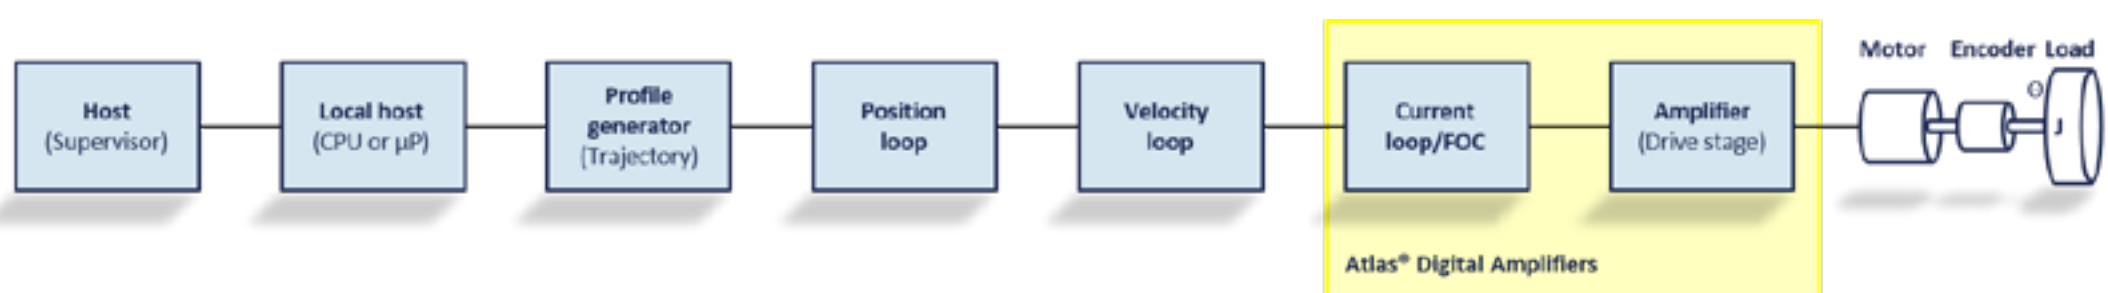 Host
(Supervisor)
Local host
(CPU or µP)
Profile
generator
(Trajectory)
Position
loop
Velocity
loop
Current
loop/FOC
Amplifier
(Drive stage)
Motor
Encoder
Load
Θ
J
Atlas® Digital Amplifiers